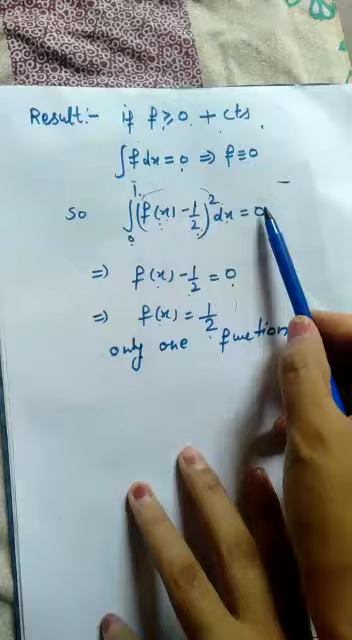 Result:- if f ≥ 0 + cts.
∫f dx = 0 ⇒ f ≡ 0
So ∫₀¹ (f(x) - 1/2)² dx = 0
⇒ f(x) - 1/2 = 0
⇒ f(x) = 1/2
only one function